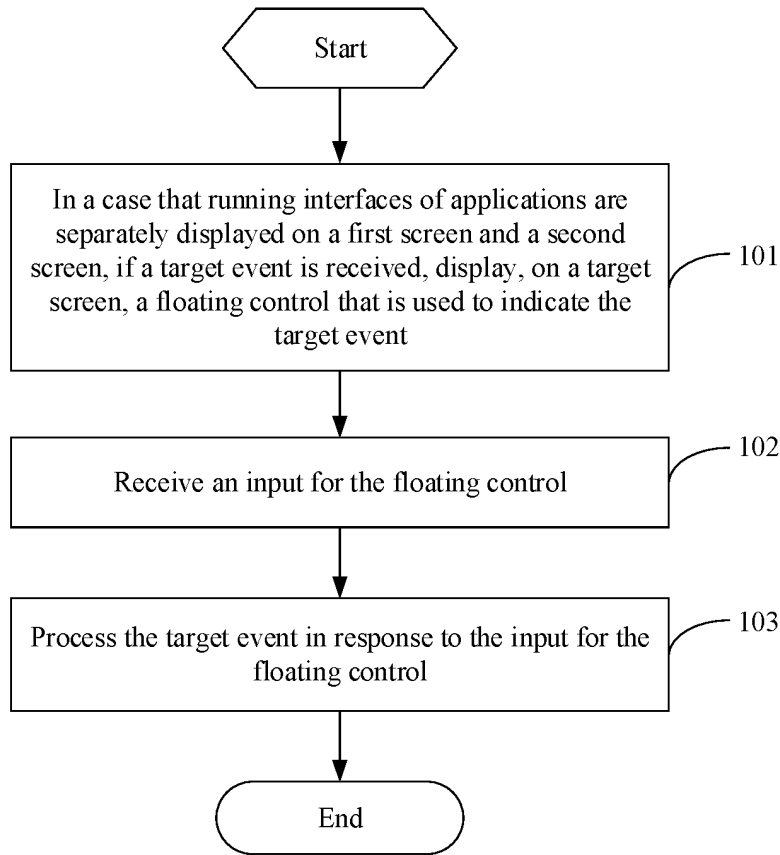 Start
In a case that running interfaces of applications are
separately displayed on a first screen and a second
screen, if a target event is received, display, on a target
screen, a floating control that is used to indicate the
target event
101
Receive an input for the floating control
102
Process the target event in response to the input for the
floating control
103
End